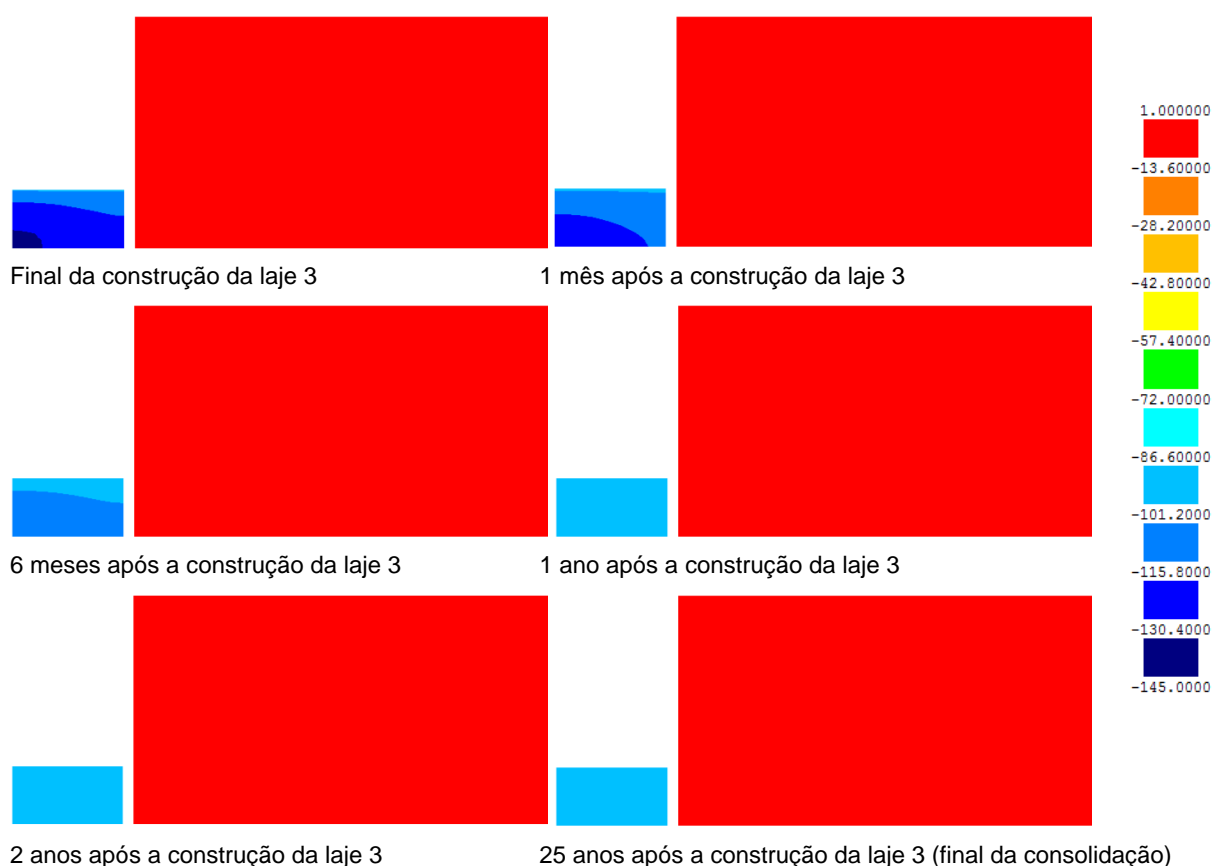 Final da construção da laje 3
1 mês após a construção da laje 3
6 meses após a construção da laje 3
1 ano após a construção da laje 3
2 anos após a construção da laje 3
25 anos após a construção da laje 3 (final da consolidação)
1.000000
-13.60000
-28.20000
-42.80000
-57.40000
-72.00000
-86.60000
-101.2000
-115.8000
-130.4000
-145.0000